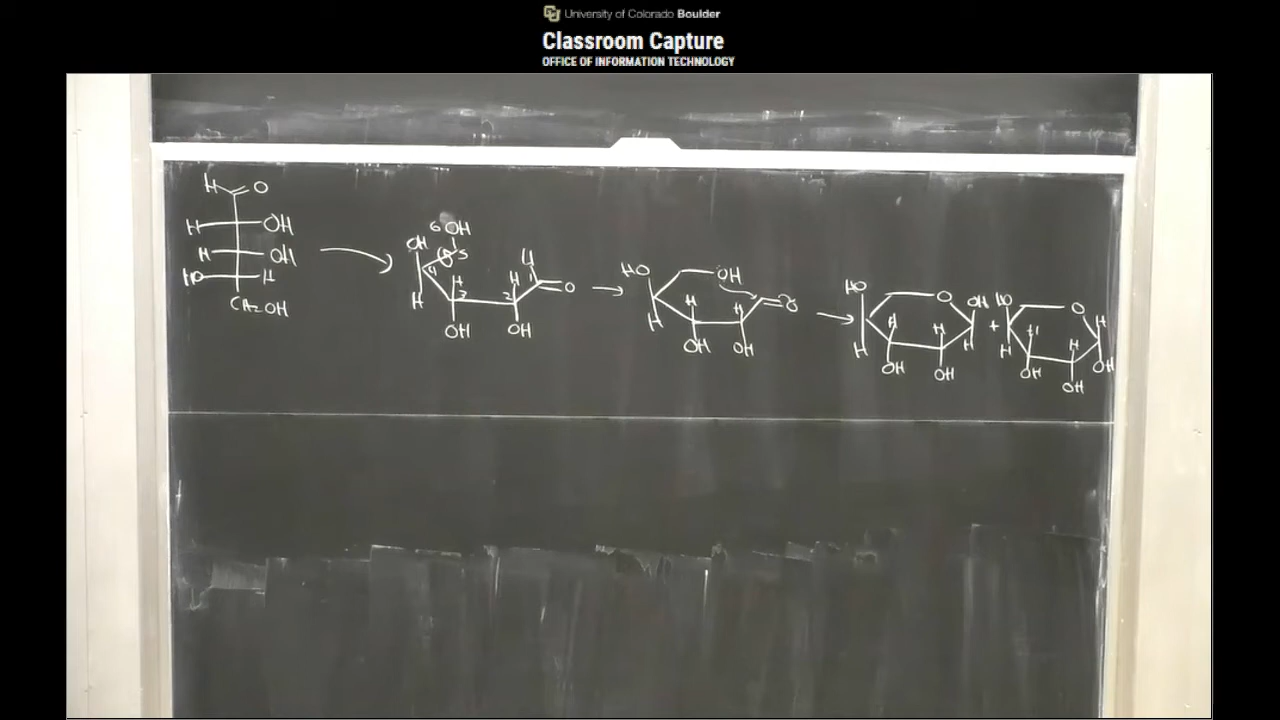 University of Colorado Boulder
Classroom Capture
OFFICE OF INFORMATION TECHNOLOGY
H O
H OH
H OH
HO H
CH2OH
6 OH
OH 5
4 H 3 H 2 H 1 O
H
OH OH
HO OH
H H O
H
OH OH
HO O OH
H H H
H
OH OH
+
HO O H
H H
H OH
OH OH